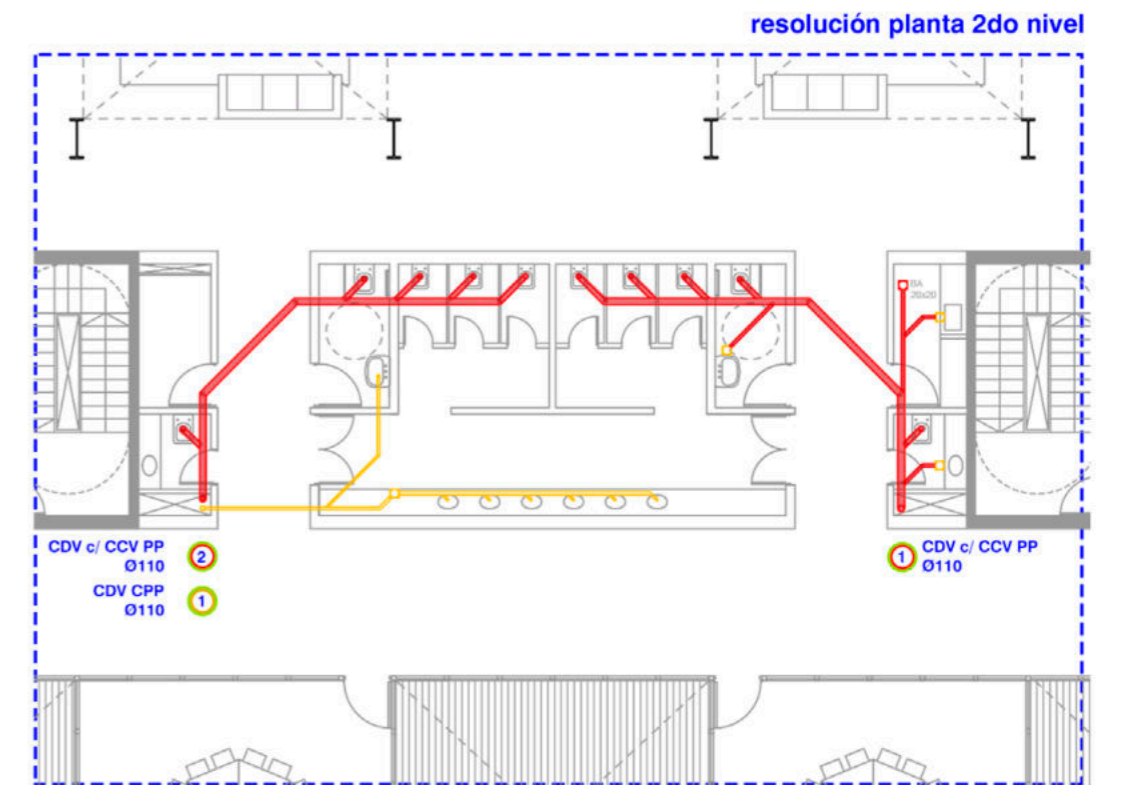 resolución planta 2do nivel
BA
20x20
CDV c/ CCV PP
Ø110
2
CDV CPP
Ø110
1
1
CDV c/ CCV PP
Ø110